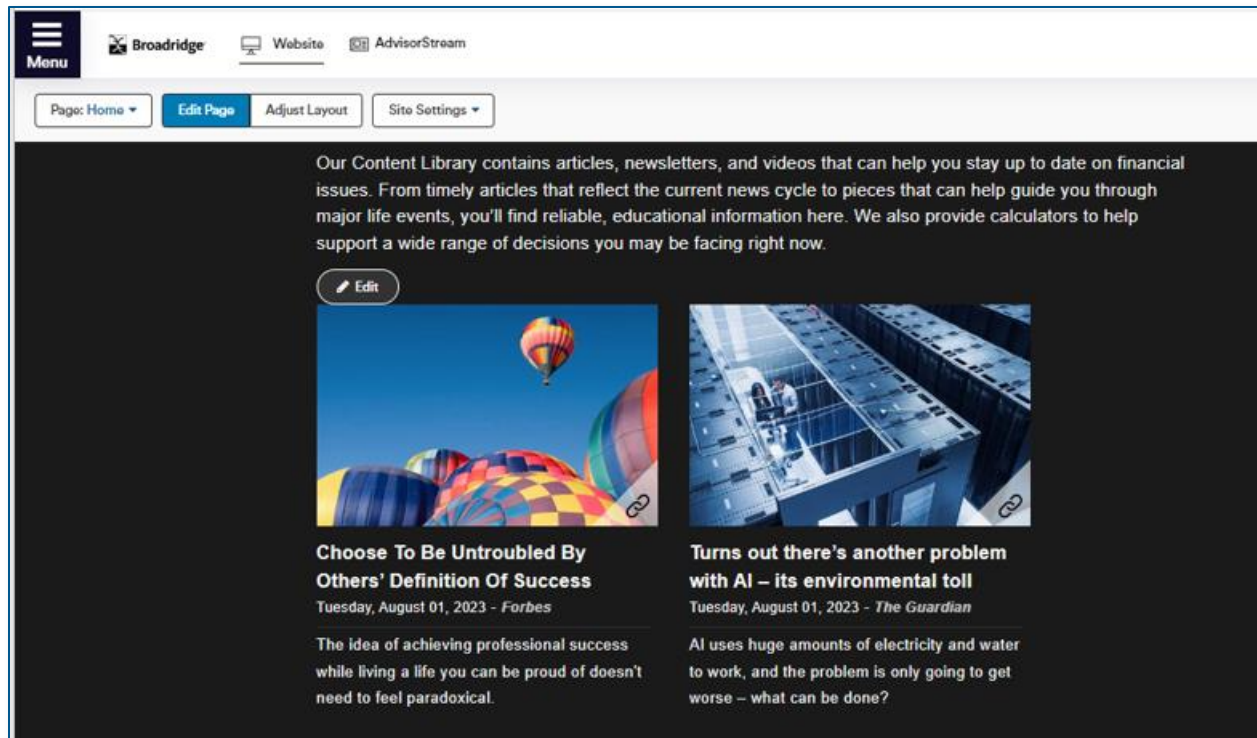 Menu
Broadridge
Website
AdvisorStream
Page: Home
Edit Page
Adjust Layout
Site Settings
Our Content Library contains articles, newsletters, and videos that can help you stay up to date on financial
issues. From timely articles that reflect the current news cycle to pieces that can help guide you through
major life events, you'll find reliable, educational information here. We also provide calculators to help
support a wide range of decisions you may be facing right now.
Edit
Choose To Be Untroubled By
Others' Definition Of Success
Tuesday, August 01, 2023 - Forbes
The idea of achieving professional success
while living a life you can be proud of doesn't
need to feel paradoxical.
Turns out there's another problem
with AI – its environmental toll
Tuesday, August 01, 2023 - The Guardian
AI uses huge amounts of electricity and water
to work, and the problem is only going to get
worse – what can be done?